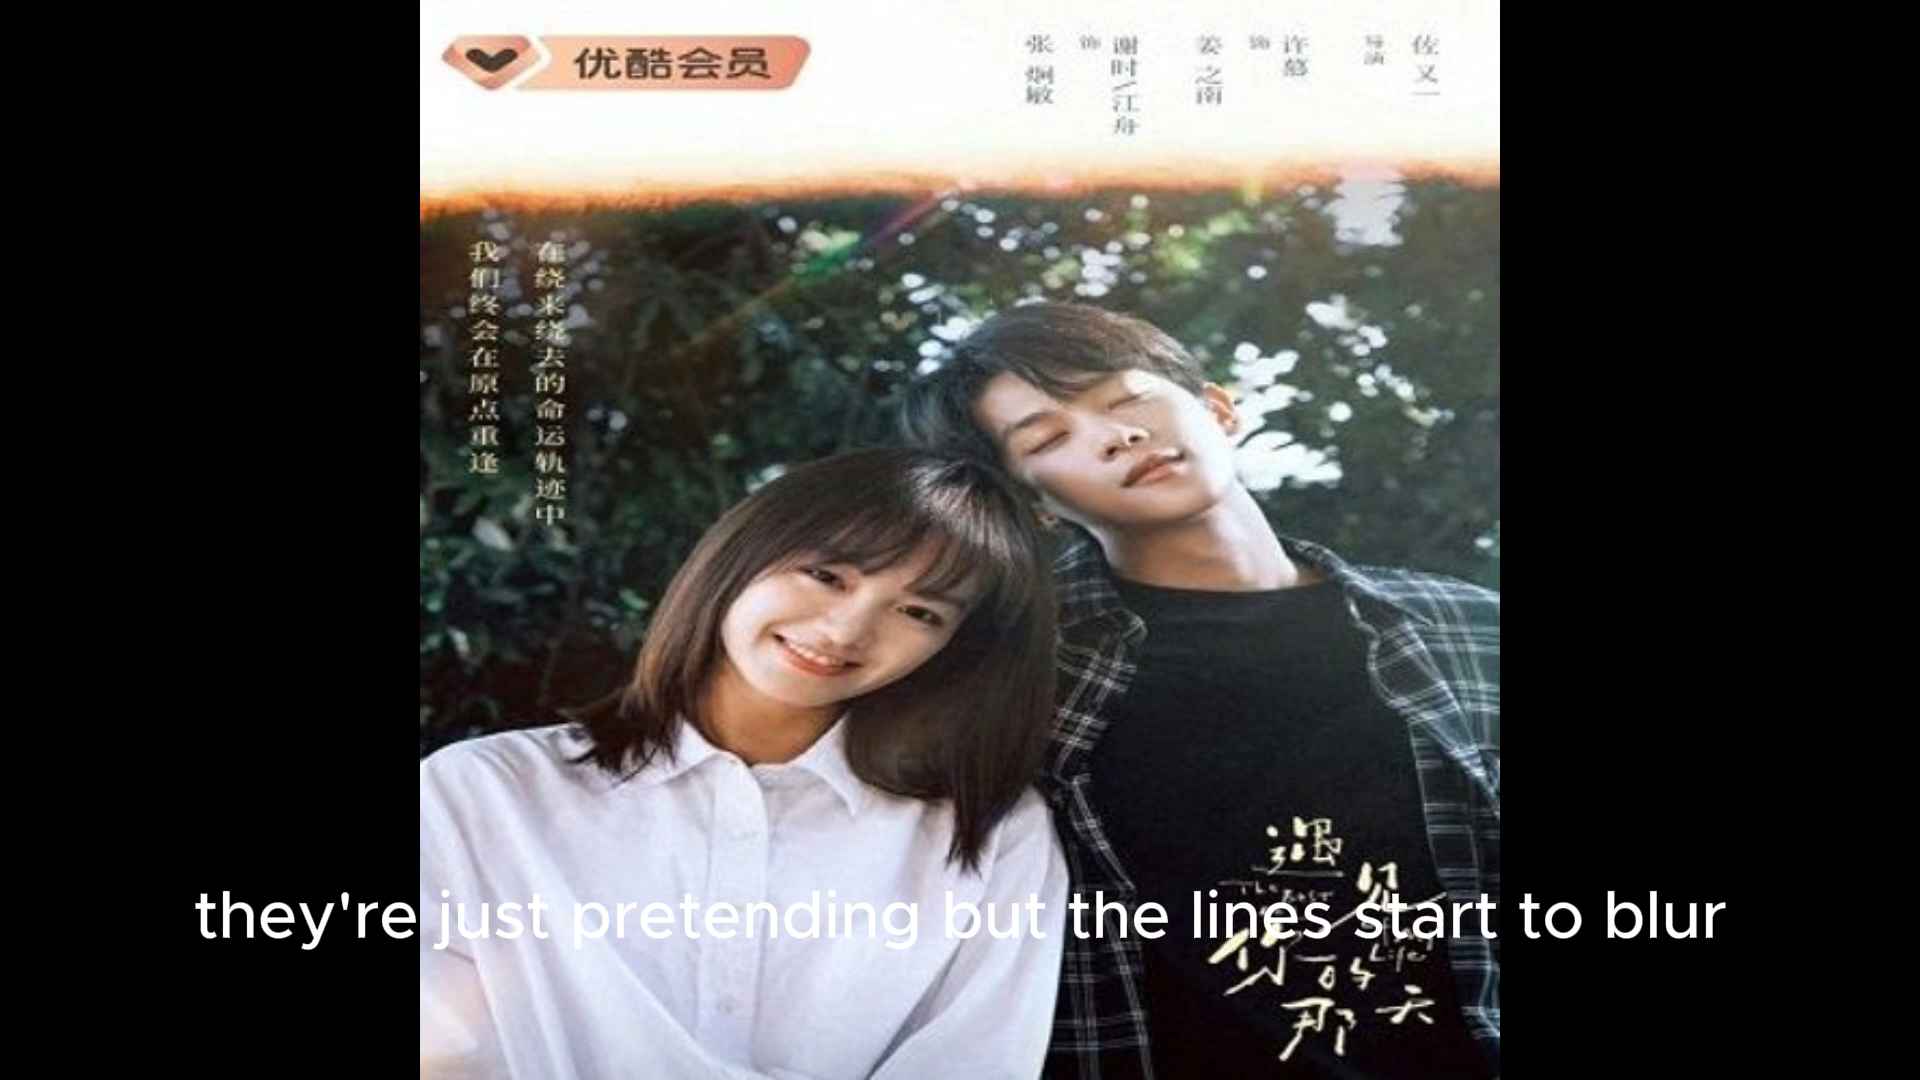 优酷会员
张炯敏
饰
谢时\江舟
姜之南
饰
许慕
导演
佐又一
我们终会在原点重逢
在绕来绕去的命运轨迹中
遇见你的那天
Life
they're just pretending but the lines start to blur